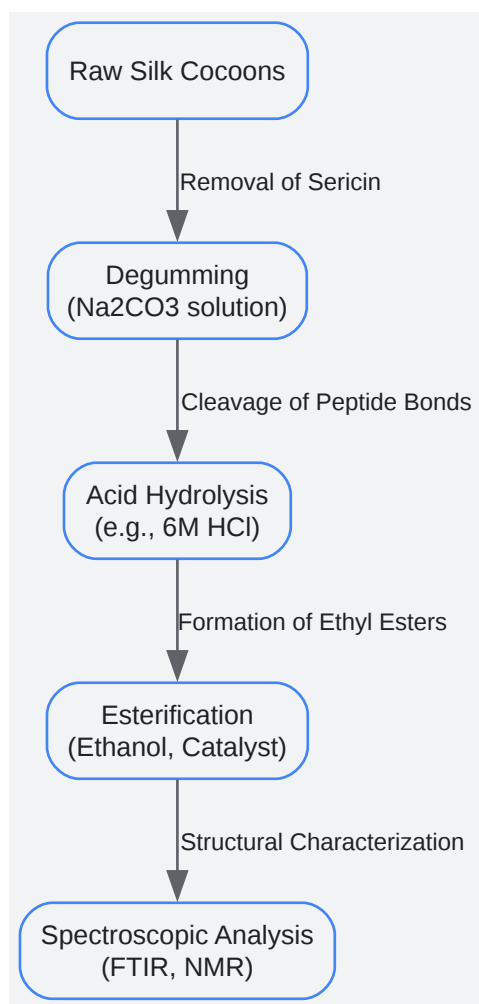 Raw Silk Cocoons
Removal of Sericin
Degumming
(Na2CO3 solution)
Cleavage of Peptide Bonds
Acid Hydrolysis
(e.g., 6M HCl)
Formation of Ethyl Esters
Esterification
(Ethanol, Catalyst)
Structural Characterization
Spectroscopic Analysis
(FTIR, NMR)